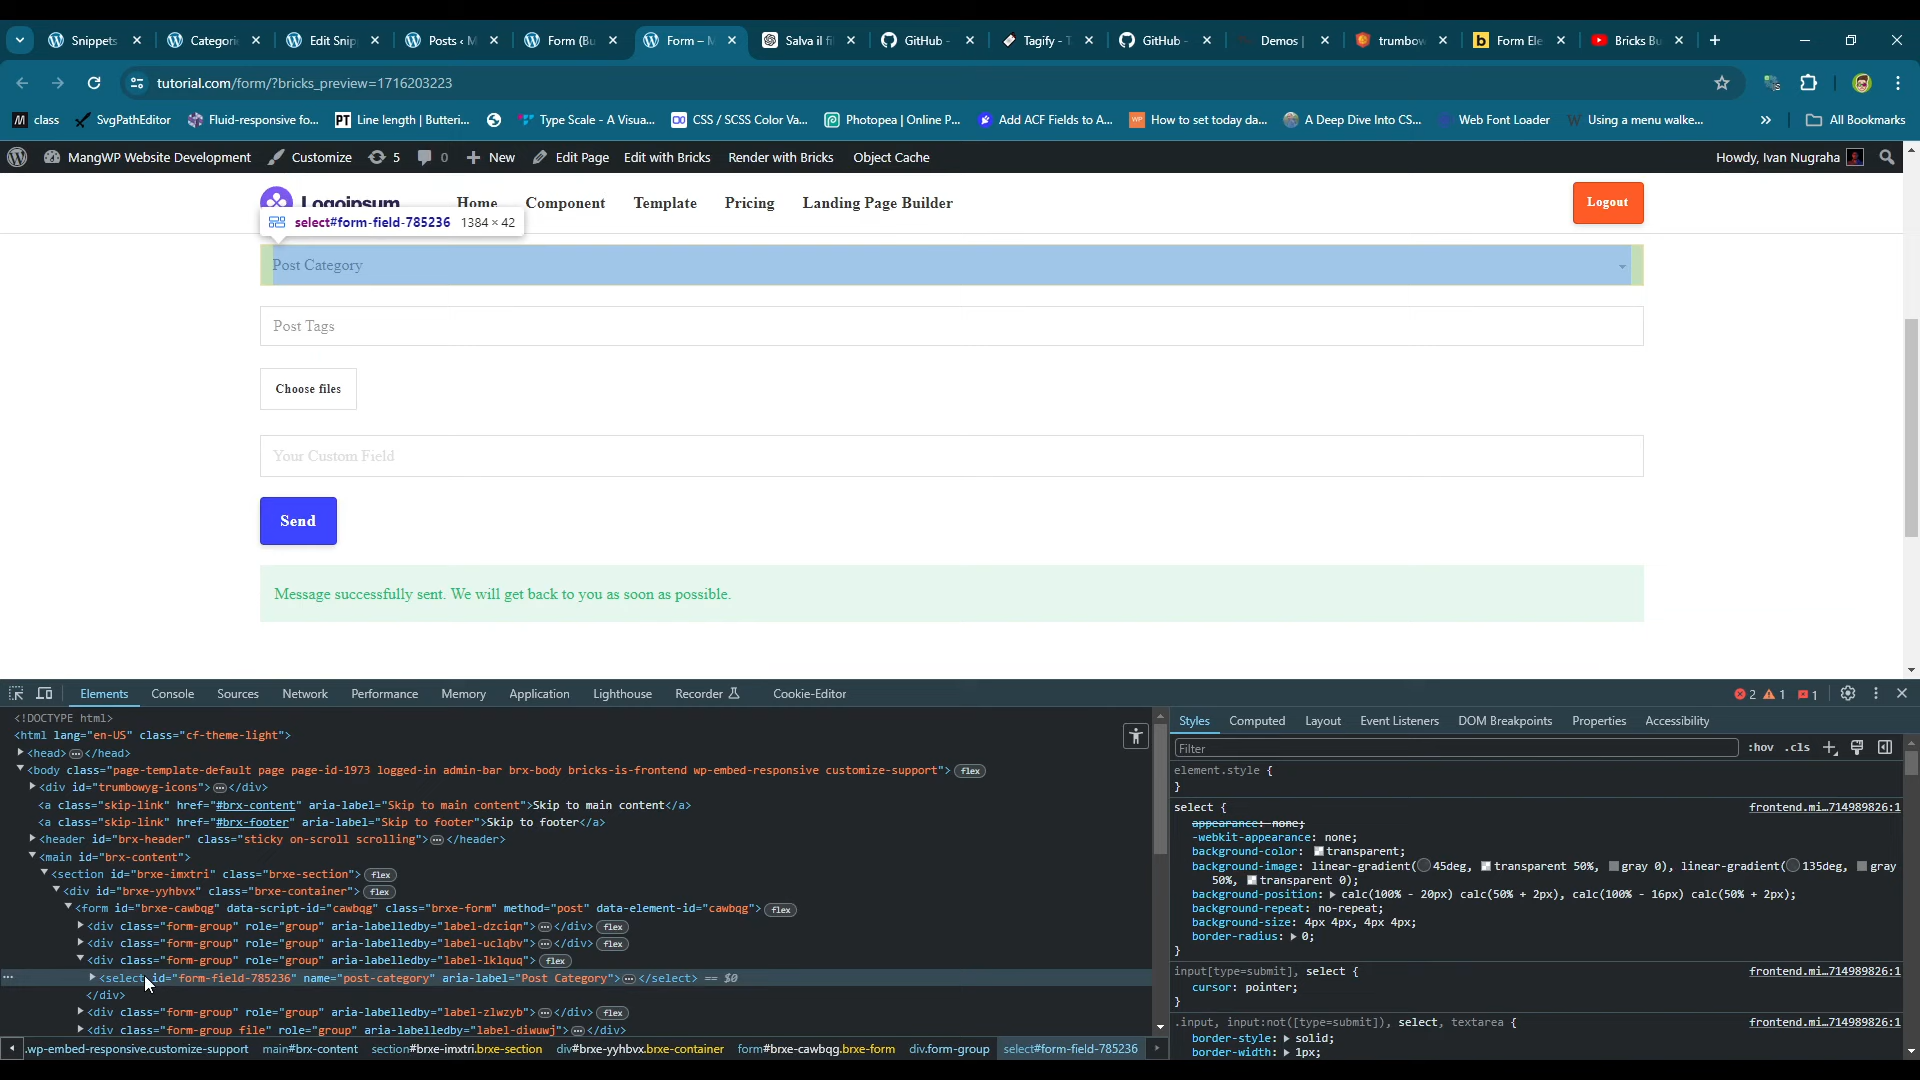 Snippets
Categori
Edit Snip
Posts ‹ M
Form (Bu
Form – M
Salva il fi
GitHub -
Tagify - T
GitHub -
Demos |
trumbow
Form Ele
Bricks Bu
tutorial.com/form/?bricks_preview=1716203223
class
SvgPathEditor
Fluid-responsive fo...
PT Line length | Butteri...
Type Scale - A Visua...
CSS / SCSS Color Va...
Photopea | Online P...
Add ACF Fields to A...
How to set today da...
A Deep Dive Into CS...
Web Font Loader
Using a menu walke...
» All Bookmarks
MangWP Website Development
Customize
5
0
New
Edit Page
Edit with Bricks
Render with Bricks
Object Cache
Howdy, Ivan Nugraha
Logoipsum
Home
Component
Template
Pricing
Landing Page Builder
Logout
select#form-field-785236 1384 × 42
Post Category
Post Tags
Choose files
Your Custom Field
Send
Message successfully sent. We will get back to you as soon as possible.
Elements
Console
Sources
Network
Performance
Memory
Application
Lighthouse
Recorder
Cookie-Editor
2
1
1
<!DOCTYPE html>
<html lang="en-US" class="cf-theme-light">
<head>…</head>
<body class="page-template-default page page-id-1973 logged-in admin-bar brx-body bricks-is-frontend wp-embed-responsive customize-support"> flex
<div id="trumbowyg-icons">…</div>
<a class="skip-link" href="#brx-content" aria-label="Skip to main content">Skip to main content</a>
<a class="skip-link" href="#brx-footer" aria-label="Skip to footer">Skip to footer</a>
<header id="brx-header" class="sticky on-scroll scrolling">…</header>
<main id="brx-content">
<section id="brxe-imxtri" class="brxe-section"> flex
<div id="brxe-yyhbvx" class="brxe-container"> flex
<form id="brxe-cawbqg" data-script-id="cawbqg" class="brxe-form" method="post" data-element-id="cawbqg"> flex
<div class="form-group" role="group" aria-labelledby="label-dzciqn">…</div> flex
<div class="form-group" role="group" aria-labelledby="label-uclqbv">…</div> flex
<div class="form-group" role="group" aria-labelledby="label-lklquq"> flex
<select id="form-field-785236" name="post-category" aria-label="Post Category">…</select> == $0
</div>
<div class="form-group" role="group" aria-labelledby="label-zlwzyb">…</div> flex
<div class="form-group file" role="group" aria-labelledby="label-diwuwj">…</div>
.wp-embed-responsive.customize-support
main#brx-content
section#brxe-imxtri.brxe-section
div#brxe-yyhbvx.brxe-container
form#brxe-cawbqg.brxe-form
div.form-group
select#form-field-785236
Styles
Computed
Layout
Event Listeners
DOM Breakpoints
Properties
Accessibility
Filter
:hov .cls
element.style {
}
select { frontend.mi…714989826:1
appearance: none;
-webkit-appearance: none;
background-color: transparent;
background-image: linear-gradient(45deg, transparent 50%, gray 0), linear-gradient(135deg, gray
50%, transparent 0);
background-position: calc(100% - 20px) calc(50% + 2px), calc(100% - 16px) calc(50% + 2px);
background-repeat: no-repeat;
background-size: 4px 4px, 4px 4px;
border-radius: 0;
}
input[type=submit], select { frontend.mi…714989826:1
cursor: pointer;
}
.input, input:not([type=submit]), select, textarea { frontend.mi…714989826:1
border-style: solid;
border-width: 1px;